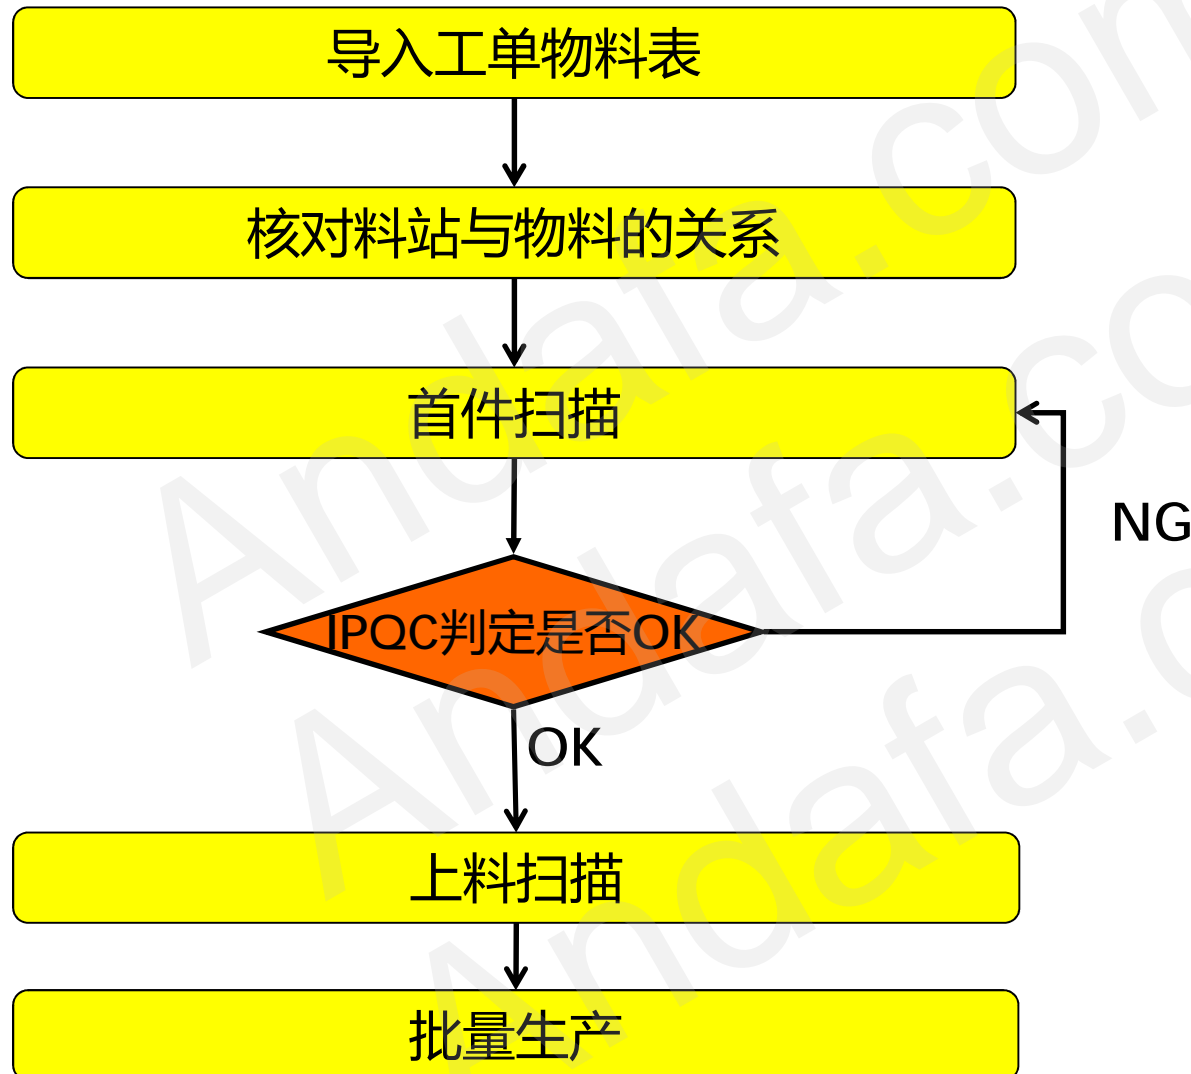 导入工单物料表
核对料站与物料的关系
首件扫描
NG
IPQC判定是否OK
OK
上料扫描
批量生产
Andafa.com
Andafa.co
Andafa.c